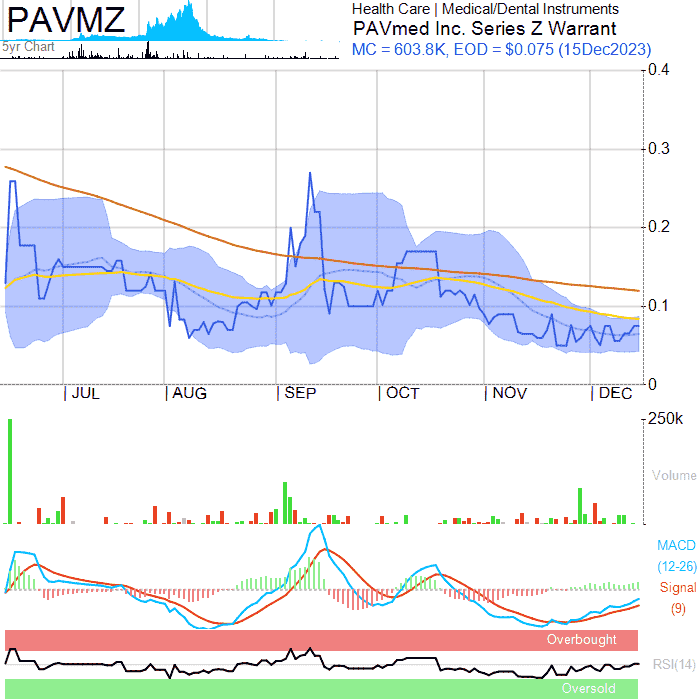 PAVMZ
5yr Chart
Health Care | Medical/Dental Instruments
PAVmed Inc. Series Z Warrant
MC = 603.8K, EOD = $0.075 (15Dec2023)
0.4
0.3
0.2
0.1
0
JUL AUG SEP OCT NOV DEC
250k
Volume
MACD
(12-26)
Signal
(9)
Overbought
RSI(14)
Oversold